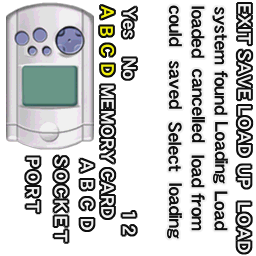 EXIT SAVE LOAD UP LOAD
system found Loading Load
loaded cancelled load from
could saved Select loading
Yes No 1 2
A B C D MEMORY CARD
A B C D
SOCKET
PORT